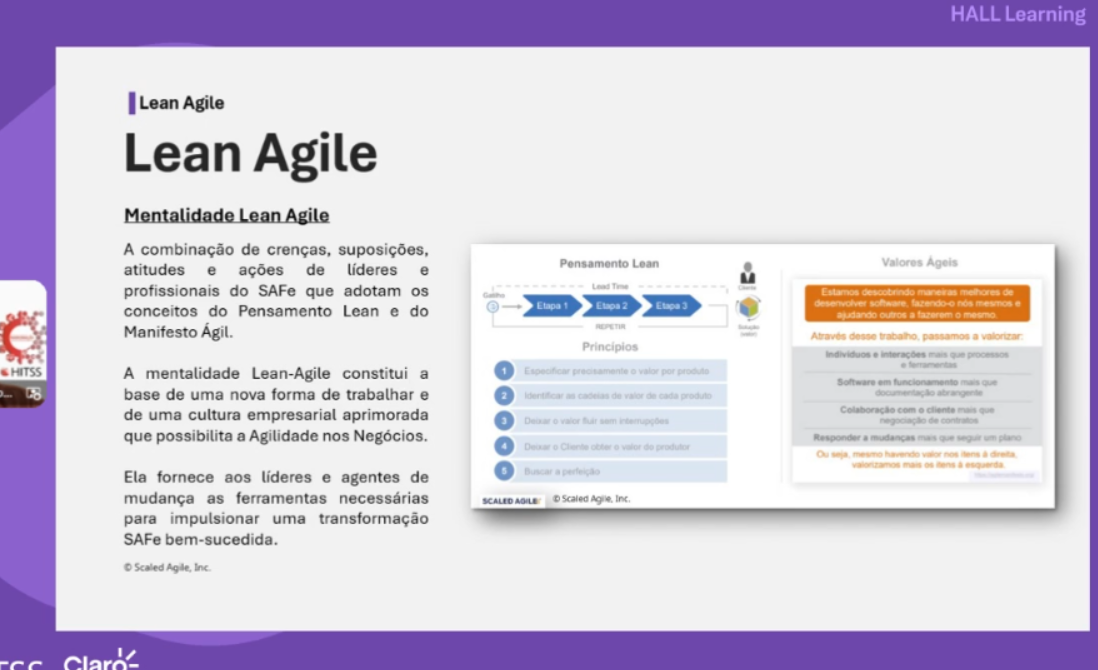 HALL Learning
Lean Agile
Lean Agile
Mentalidade Lean Agile
A combinação de crenças, suposições,
atitudes e ações de líderes e
profissionais do SAFe que adotam os
conceitos do Pensamento Lean e do
Manifesto Ágil.
A mentalidade Lean-Agile constitui a
base de uma nova forma de trabalhar e
de uma cultura empresarial aprimorada
que possibilita a Agilidade nos Negócios.
Ela fornece aos líderes e agentes de
mudança as ferramentas necessárias
para impulsionar uma transformação
SAFe bem-sucedida.
© Scaled Agile, Inc.
Pensamento Lean
Lead Time
Gatilho
Etapa 1
Etapa 2
Etapa 3
REPETIR
Cliente
Solução
(valor)
Princípios
1 Especificar precisamente o valor por produto
2 Identificar as cadeias de valor de cada produto
3 Deixar o valor fluir sem interrupções
4 Deixar o Cliente obter o valor do produtor
5 Buscar a perfeição
SCALED AGILE
© Scaled Agile, Inc.
Valores Ágeis
Estamos descobrindo maneiras melhores de
desenvolver software, fazendo-o nós mesmos e
ajudando outros a fazerem o mesmo.
Através desse trabalho, passamos a valorizar:
Indivíduos e interações mais que processos
e ferramentas
Software em funcionamento mais que
documentação abrangente
Colaboração com o cliente mais que
negociação de contratos
Responder a mudanças mais que seguir um plano
Ou seja, mesmo havendo valor nos itens à direita,
valorizamos mais os itens à esquerda.
HITSS
Claro